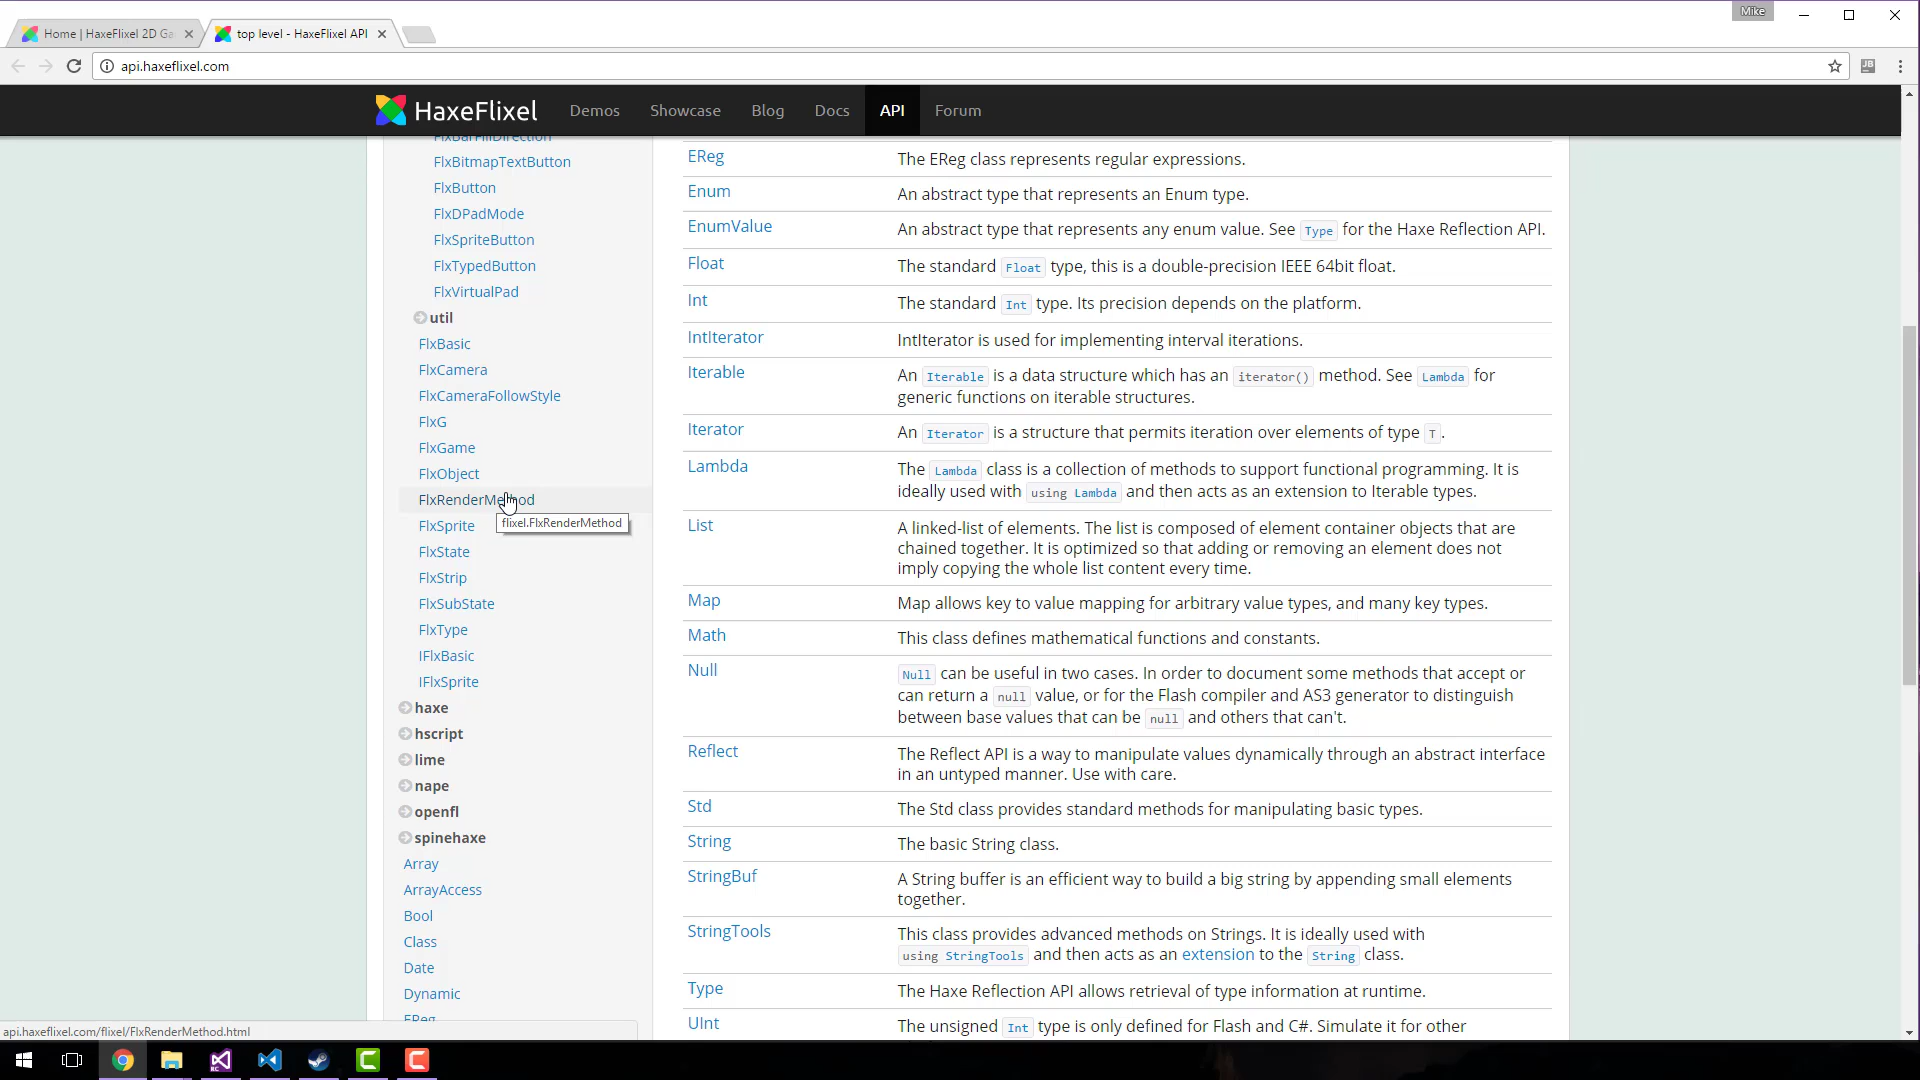 Mike
Home | HaxeFlixel 2D Ga
top level - HaxeFlixel API
api.haxeflixel.com
JB
HaxeFlixel
Demos
Showcase
Blog
Docs
API
Forum
FlxBarFillDirection
FlxBitmapTextButton
FlxButton
FlxDPadMode
FlxSpriteButton
FlxTypedButton
FlxVirtualPad
util
FlxBasic
FlxCamera
FlxCameraFollowStyle
FlxG
FlxGame
FlxObject
FlxRenderMethod
flixel.FlxRenderMethod
FlxSprite
FlxState
FlxStrip
FlxSubState
FlxType
IFlxBasic
IFlxSprite
haxe
hscript
lime
nape
openfl
spinehaxe
Array
ArrayAccess
Bool
Class
Date
Dynamic
EReg
EReg The EReg class represents regular expressions.
Enum An abstract type that represents an Enum type.
EnumValue An abstract type that represents any enum value. See Type for the Haxe Reflection API.
Float The standard Float type, this is a double-precision IEEE 64bit float.
Int The standard Int type. Its precision depends on the platform.
IntIterator IntIterator is used for implementing interval iterations.
Iterable An Iterable is a data structure which has an iterator() method. See Lambda for
generic functions on iterable structures.
Iterator An Iterator is a structure that permits iteration over elements of type T.
Lambda The Lambda class is a collection of methods to support functional programming. It is
ideally used with using Lambda and then acts as an extension to Iterable types.
List A linked-list of elements. The list is composed of element container objects that are
chained together. It is optimized so that adding or removing an element does not
imply copying the whole list content every time.
Map Map allows key to value mapping for arbitrary value types, and many key types.
Math This class defines mathematical functions and constants.
Null Null can be useful in two cases. In order to document some methods that accept or
can return a null value, or for the Flash compiler and AS3 generator to distinguish
between base values that can be null and others that can't.
Reflect The Reflect API is a way to manipulate values dynamically through an abstract interface
in an untyped manner. Use with care.
Std The Std class provides standard methods for manipulating basic types.
String The basic String class.
StringBuf A String buffer is an efficient way to build a big string by appending small elements
together.
StringTools This class provides advanced methods on Strings. It is ideally used with
using StringTools and then acts as an extension to the String class.
Type The Haxe Reflection API allows retrieval of type information at runtime.
UInt The unsigned Int type is only defined for Flash and C#. Simulate it for other
api.haxeflixel.com/flixel/FlxRenderMethod.html